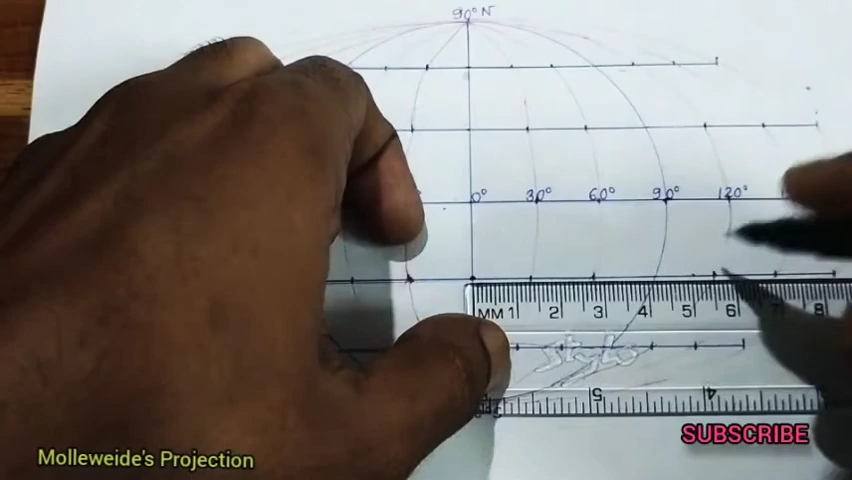 90° N
0° 30° 60° 90° 120°
MM 1 2 3 4 5 6 7 8
Stylo
5 4
Molleweide's Projection
SUBSCRIBE